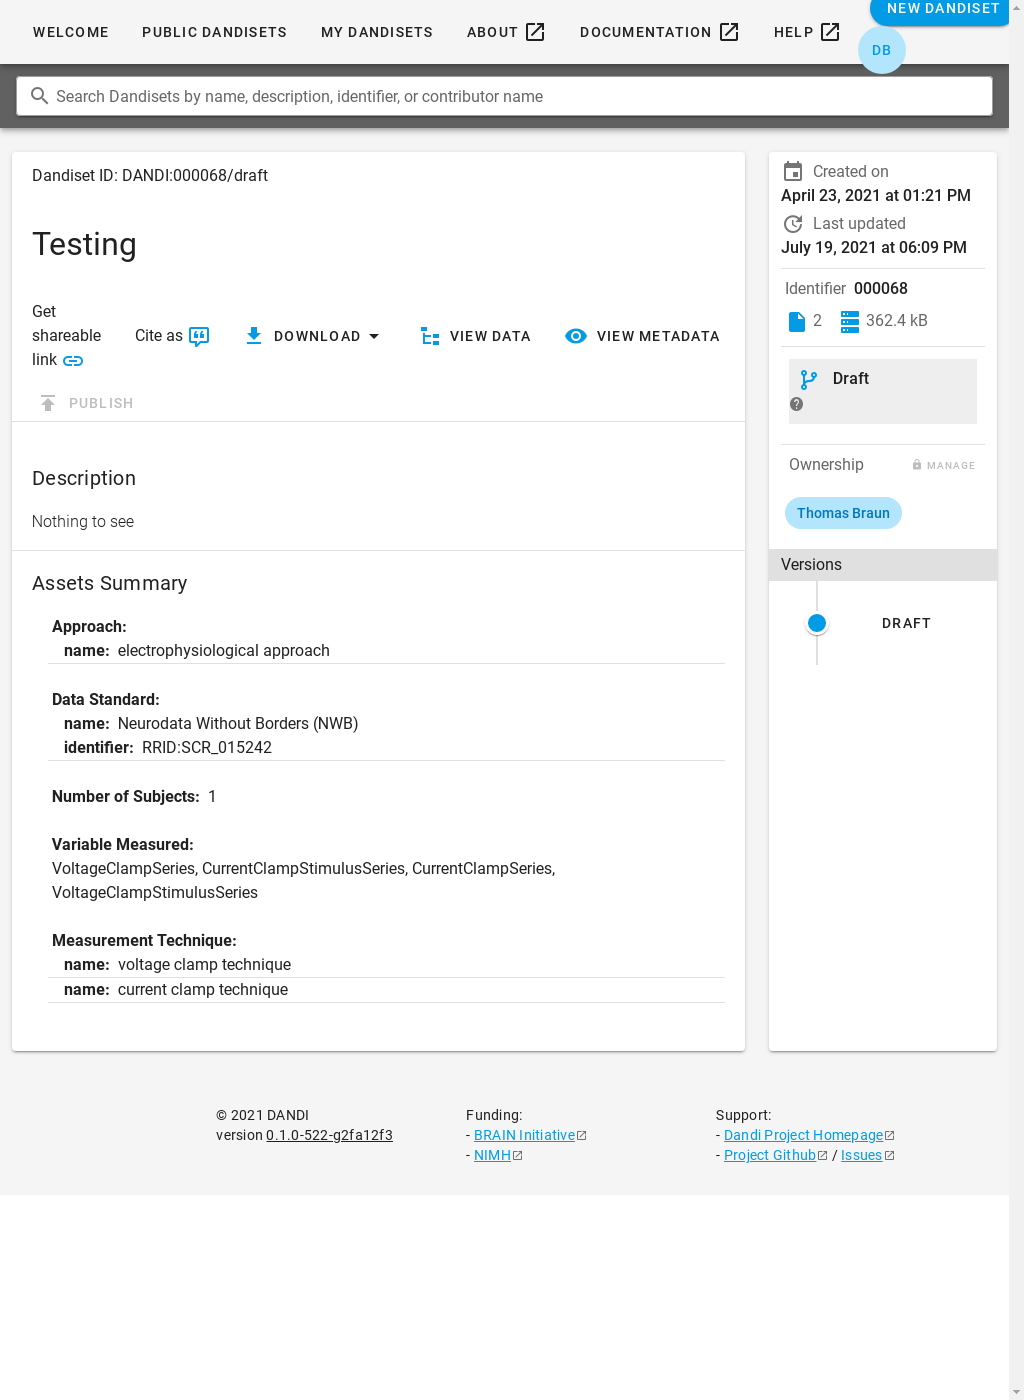 WELCOME PUBLIC DANDISETS MY DANDISETS ABOUT DOCUMENTATION HELP NEW DANDISET
DB
Search Dandisets by name, description, identifier, or contributor name
Dandiset ID: DANDI:000068/draft
Testing
Get
shareable
link
Cite as DOWNLOAD VIEW DATA VIEW METADATA
PUBLISH
Description
Nothing to see
Assets Summary
Approach:
name: electrophysiological approach
Data Standard:
name: Neurodata Without Borders (NWB)
identifier: RRID:SCR_015242
Number of Subjects: 1
Variable Measured:
VoltageClampSeries, CurrentClampStimulusSeries, CurrentClampSeries,
VoltageClampStimulusSeries
Measurement Technique:
name: voltage clamp technique
name: current clamp technique
Created on
April 23, 2021 at 01:21 PM
Last updated
July 19, 2021 at 06:09 PM
Identifier 000068
2 362.4 kB
Draft
Ownership MANAGE
Thomas Braun
Versions
DRAFT
© 2021 DANDI
version 0.1.0-522-g2fa12f3
Funding:
- BRAIN Initiative
- NIMH
Support:
- Dandi Project Homepage
- Project Github / Issues